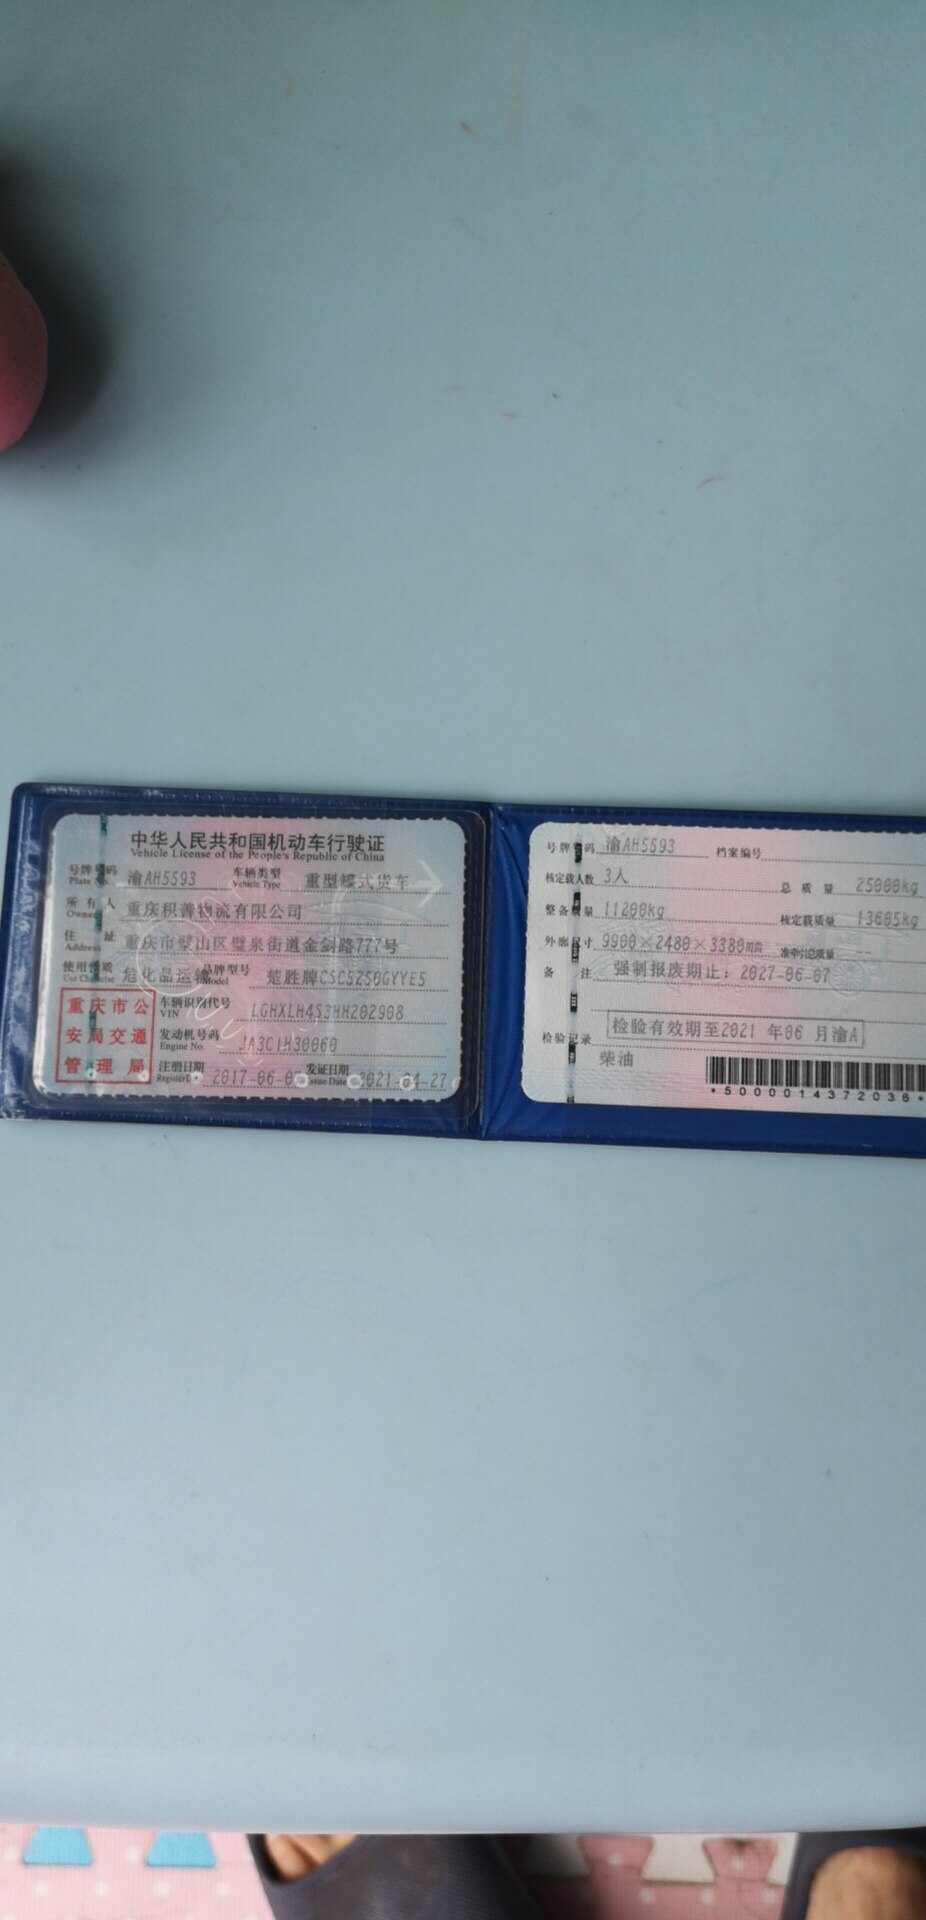 中华人民共和国机动车行驶证
Vehicle License of the People's Republic of China
号牌号码 渝AH5593 车辆类型 重型罐式货车
Plate No. Vehicle Type
所有人 重庆积善物流有限公司
Owner
住址 重庆市璧山区璧泉街道金剑路777号
Address
使用性质 危化品运输 品牌型号 楚胜牌CSC5250GYYE5
Use Character Model
重庆市公
安局交通
管理局
车辆识别代号 LGHXLH4S3HH202908
VIN
发动机号码 JA3C1H30060
Engine No.
注册日期 2017-06-07 发证日期 2021-04-27
Register Date Issue Date
号牌号码 渝AH5593 档案编号
核定载人数 3人 总质量 25000kg
整备质量 11200kg 核定载质量 13605kg
外廓尺寸 9900×2480×3380mm 准牵引总质量 --
备注 强制报废期止:2027-06-07
检验记录 检验有效期至2021 年06 月渝A
柴油
*5000014372036*